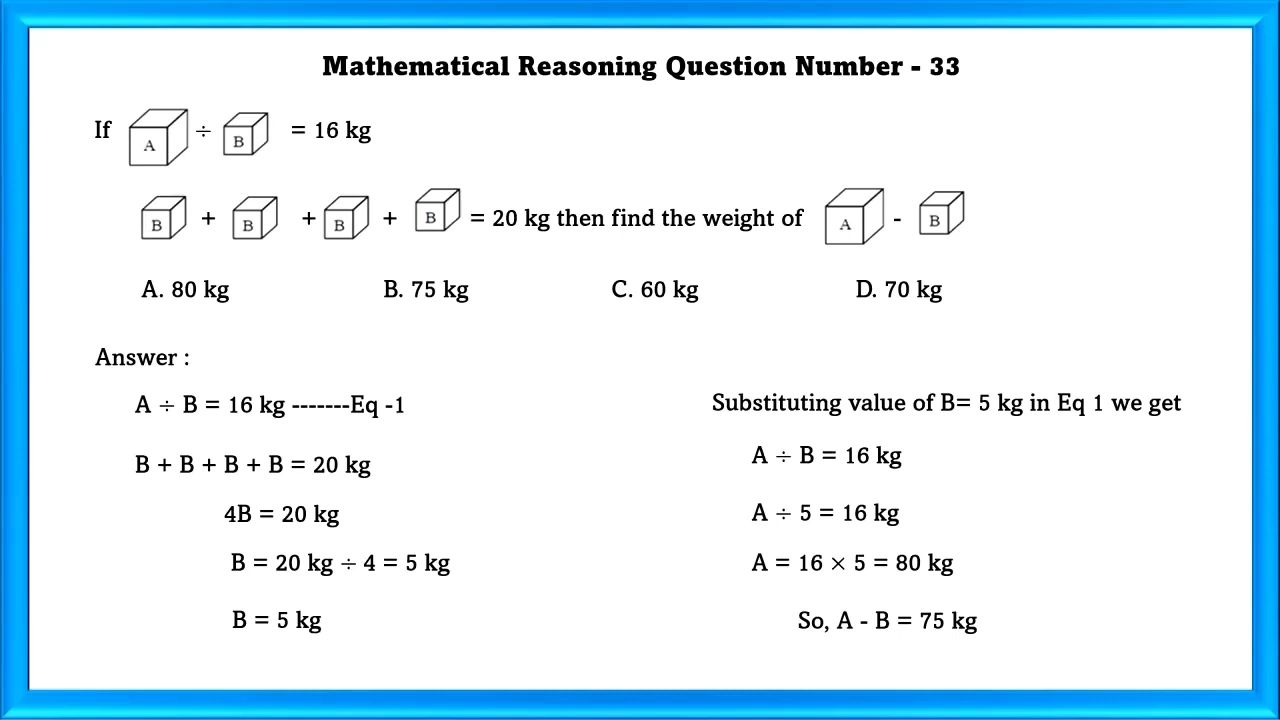 Mathematical Reasoning Question Number - 33
If A ÷ B = 16 kg
B + B + B + B = 20 kg then find the weight of A - B
A. 80 kg B. 75 kg C. 60 kg D. 70 kg
Answer :
A ÷ B = 16 kg -------Eq -1
B + B + B + B = 20 kg
4B = 20 kg
B = 20 kg ÷ 4 = 5 kg
B = 5 kg
Substituting value of B= 5 kg in Eq 1 we get
A ÷ B = 16 kg
A ÷ 5 = 16 kg
A = 16 × 5 = 80 kg
So, A - B = 75 kg